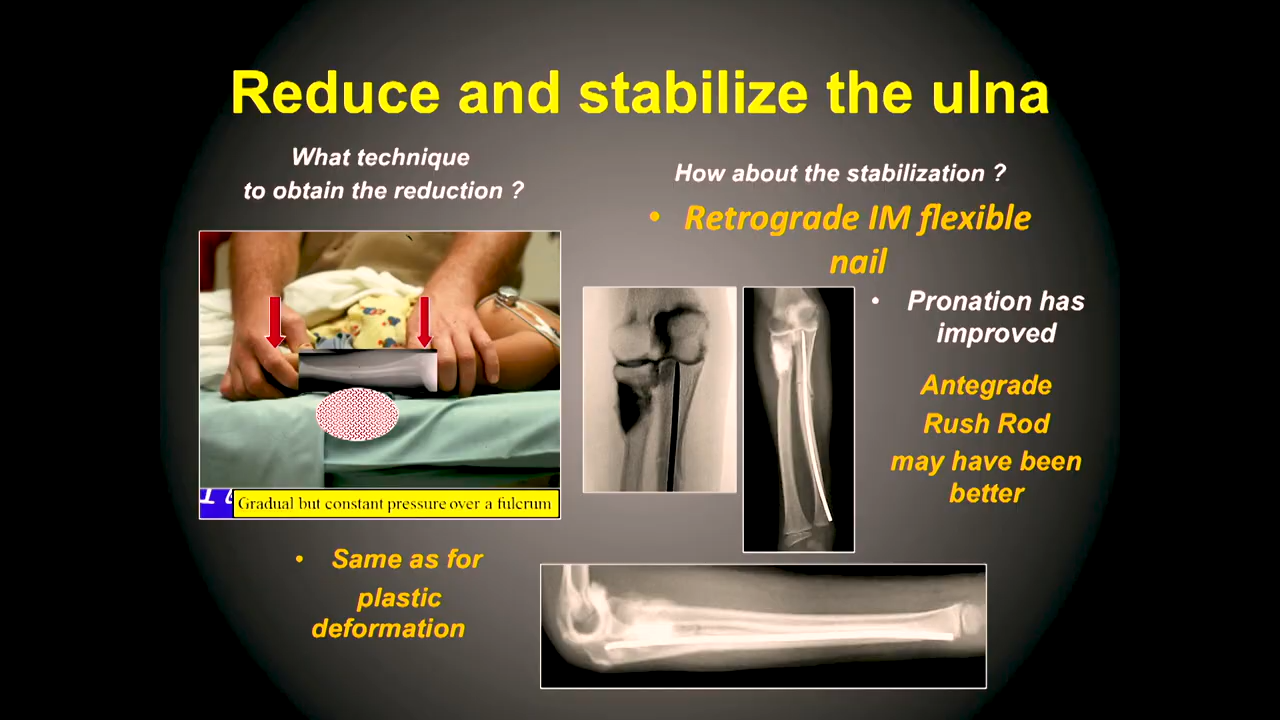 Reduce and stabilize the ulna
What technique
to obtain the reduction ?
Gradual but constant pressure over a fulcrum
• Same as for
plastic
deformation
How about the stabilization ?
• Retrograde IM flexible
nail
• Pronation has
improved
Antegrade
Rush Rod
may have been
better